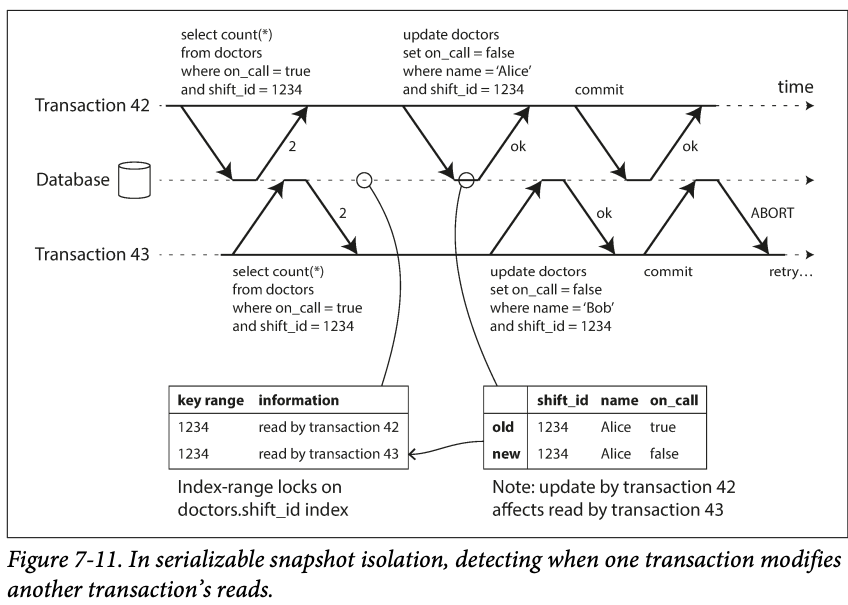 select count(*)
from doctors
where on_call = true
and shift_id = 1234
update doctors
set on_call = false
where name = ‘Alice’
and shift_id = 1234
commit
time
Transaction 42
2
ok
ok
Database
2
ok
ABORT
Transaction 43
select count(*)
from doctors
where on_call = true
and shift_id = 1234
update doctors
set on_call = false
where name = ‘Bob’
and shift_id = 1234
commit
retry…
key range information
1234 read by transaction 42
1234 read by transaction 43
Index-range locks on
doctors.shift_id index
shift_id name on_call
old 1234 Alice true
new 1234 Alice false
Note: update by transaction 42
affects read by transaction 43
Figure 7-11. In serializable snapshot isolation, detecting when one transaction modifies
another transaction’s reads.